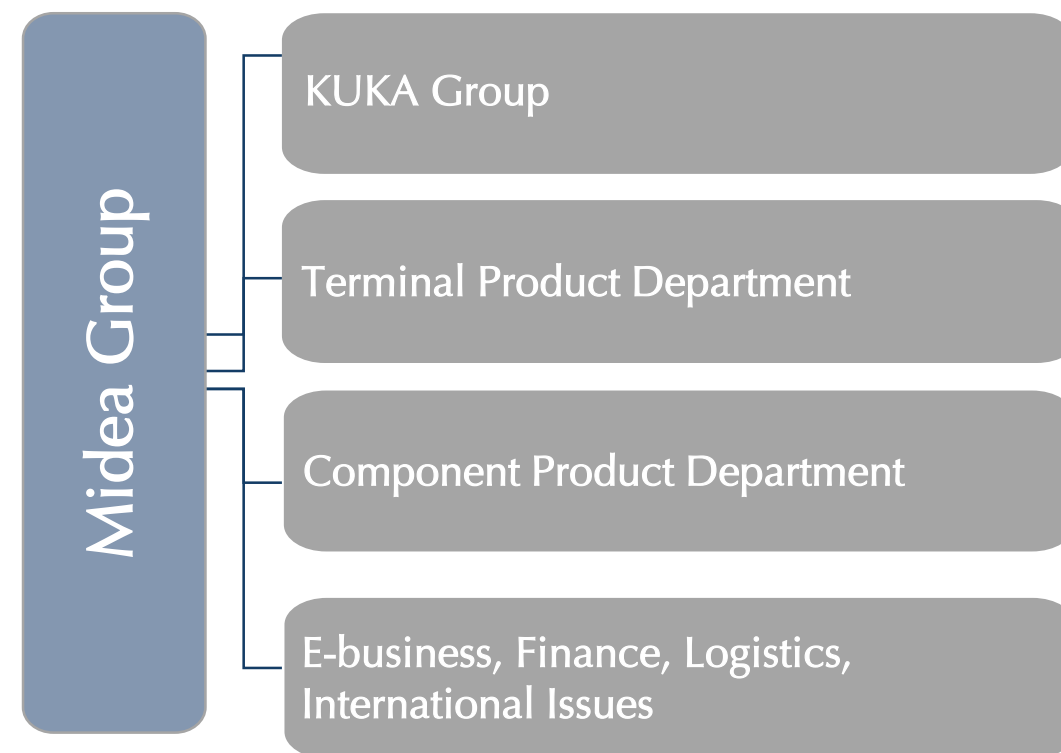 Midea Group
KUKA Group
Terminal Product Department
Component Product Department
E-business, Finance, Logistics,
International Issues